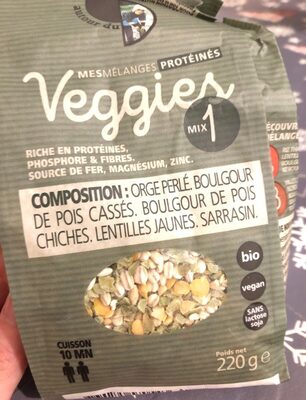 autour du
MES MÉLANGES PROTÉINÉS
Veggies
MIX 1
RICHE EN PROTÉINES,
PHOSPHORE & FIBRES.
SOURCE DE FER, MAGNÉSIUM, ZINC.
COMPOSITION : ORGE PERLÉ. BOULGOUR
DE POIS CASSÉS. BOULGOUR DE POIS
CHICHES. LENTILLES JAUNES. SARRASIN.
bio
vegan
SANS
lactose
soja
CUISSON
10 MN
Poids net
220 g e